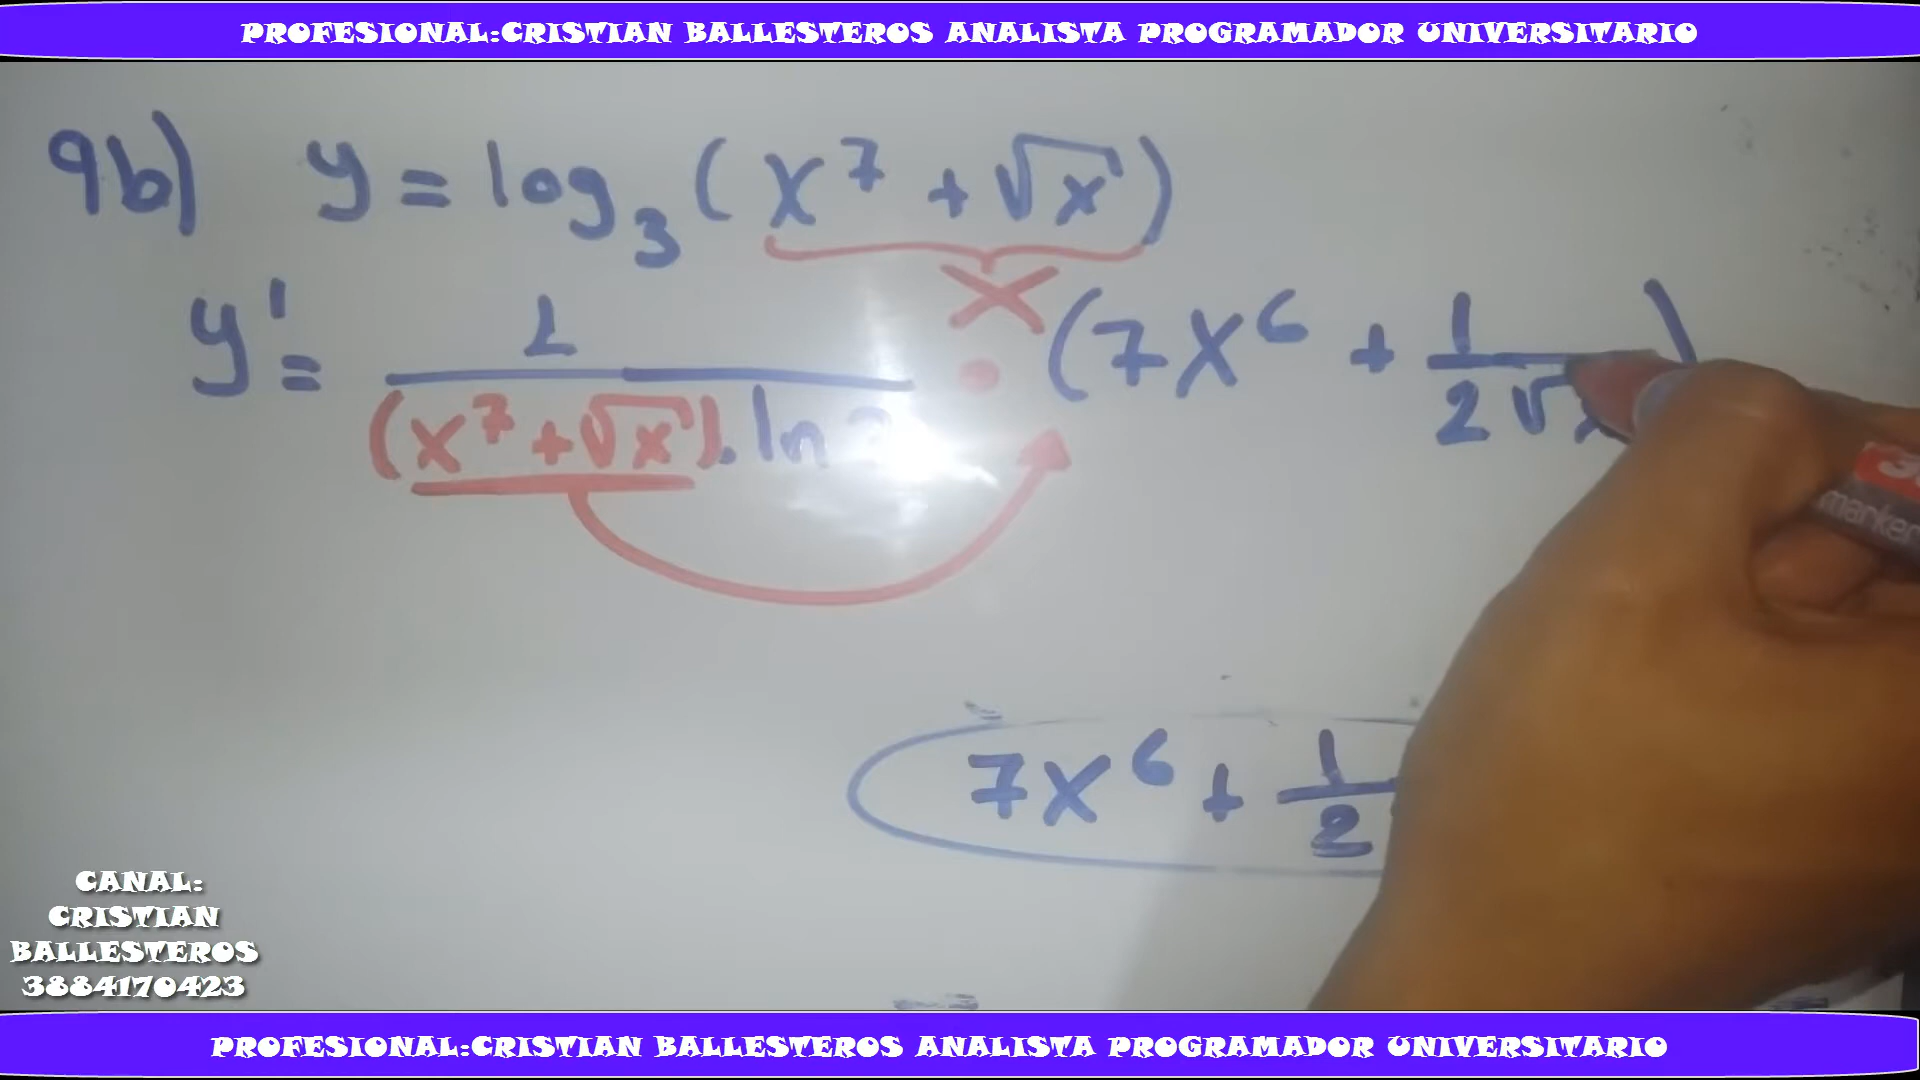 PROFESIONAL:CRISTIAN BALLESTEROS ANALISTA PROGRAMADOR UNIVERSITARIO
9b) y = log₃ (x⁷ + √x)
x
y' = 1 / (x⁷ + √x) . ln · (7x⁶ + 1 / 2√x)
7x⁶ + 1 / 2
CANAL:
CRISTIAN
BALLESTEROS
3884170423
marker
PROFESIONAL:CRISTIAN BALLESTEROS ANALISTA PROGRAMADOR UNIVERSITARIO